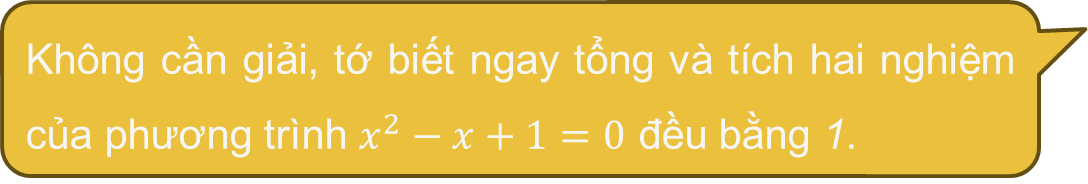 Không cần giải, tớ biết ngay tổng và tích hai nghiệm
của phương trình 𝑥² − 𝑥 + 1 = 0 đều bằng 1.